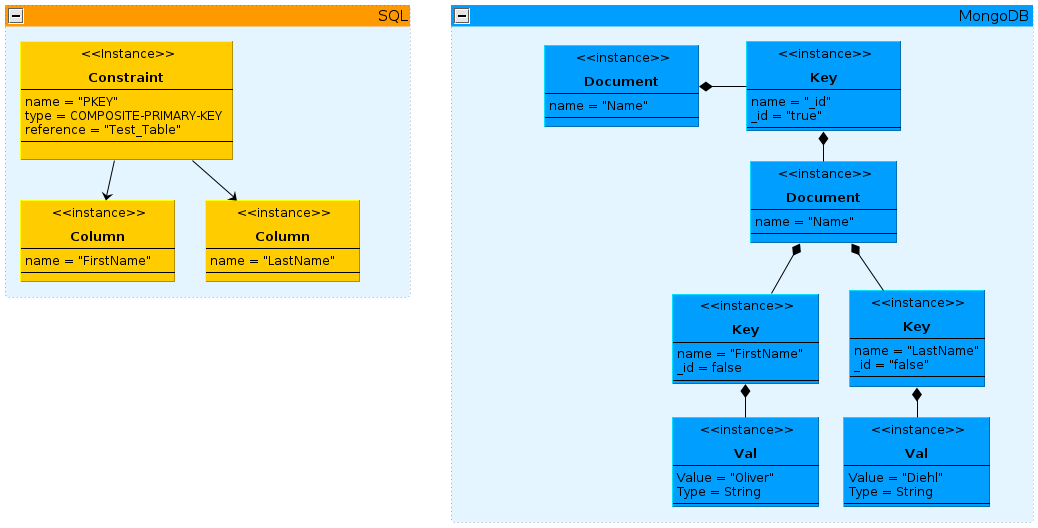 SQL
<<Instance>>
Constraint
name = "PKEY"
type = COMPOSITE-PRIMARY-KEY
reference = "Test_Table"
<<instance>>
Column
name = "FirstName"
<<instance>>
Column
name = "LastName"
MongoDB
<<instance>>
Document
name = "Name"
<<instance>>
Key
name = "_id"
_id = "true"
<<instance>>
Document
name = "Name"
<<instance>>
Key
name = "FirstName"
_id = false
<<instance>>
Key
name = "LastName"
_id = "false"
<<instance>>
Val
Value = "Oliver"
Type = String
<<instance>>
Val
Value = "Diehl"
Type = String